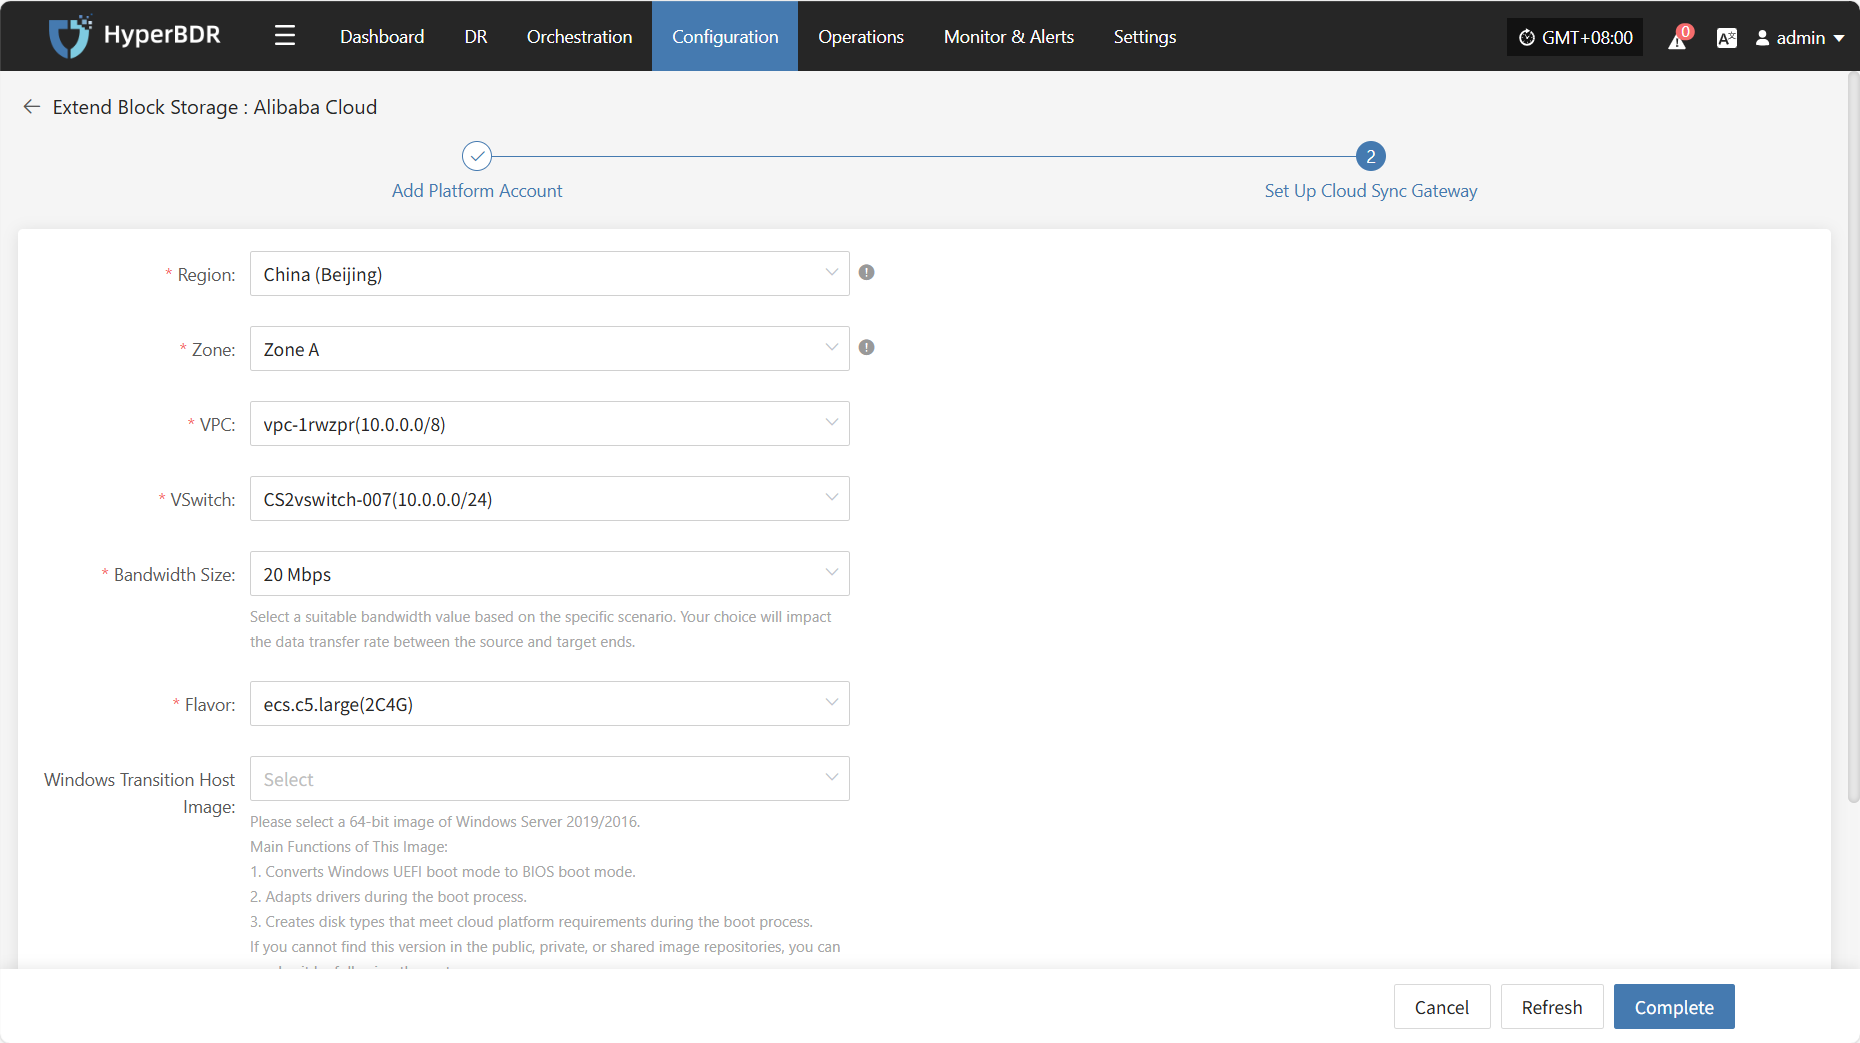 HyperBDR
Dashboard
DR
Orchestration
Configuration
Operations
Monitor & Alerts
Settings
GMT+08:00
0
admin
Extend Block Storage : Alibaba Cloud
2
Add Platform Account
Set Up Cloud Sync Gateway
* Region:
China (Beijing)
* Zone:
Zone A
* VPC:
vpc-1rwzpr(10.0.0.0/8)
* VSwitch:
CS2vswitch-007(10.0.0.0/24)
* Bandwidth Size:
20 Mbps
Select a suitable bandwidth value based on the specific scenario. Your choice will impact
the data transfer rate between the source and target ends.
* Flavor:
ecs.c5.large(2C4G)
Windows Transition Host
Image:
Select
Please select a 64-bit image of Windows Server 2019/2016.
Main Functions of This Image:
1. Converts Windows UEFI boot mode to BIOS boot mode.
2. Adapts drivers during the boot process.
3. Creates disk types that meet cloud platform requirements during the boot process.
If you cannot find this version in the public, private, or shared image repositories, you can
Cancel
Refresh
Complete